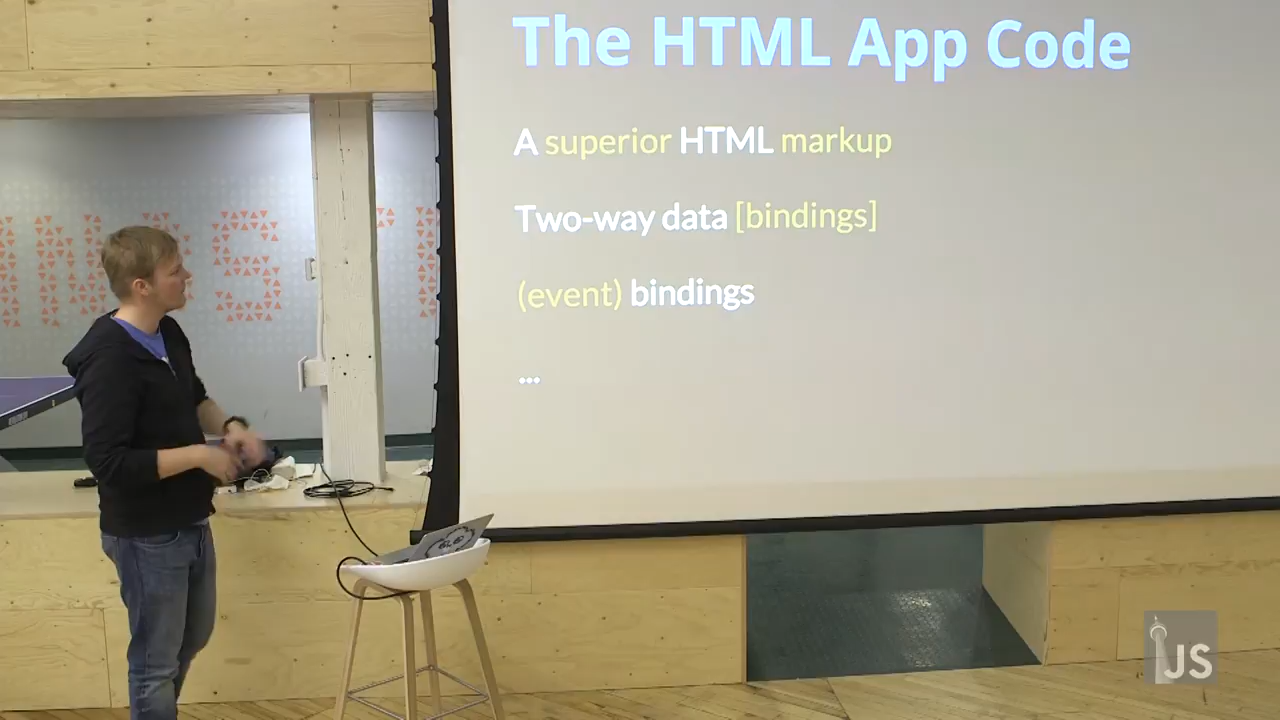 The HTML App Code
A superior HTML markup
Two-way data [bindings]
(event) bindings
...
JS